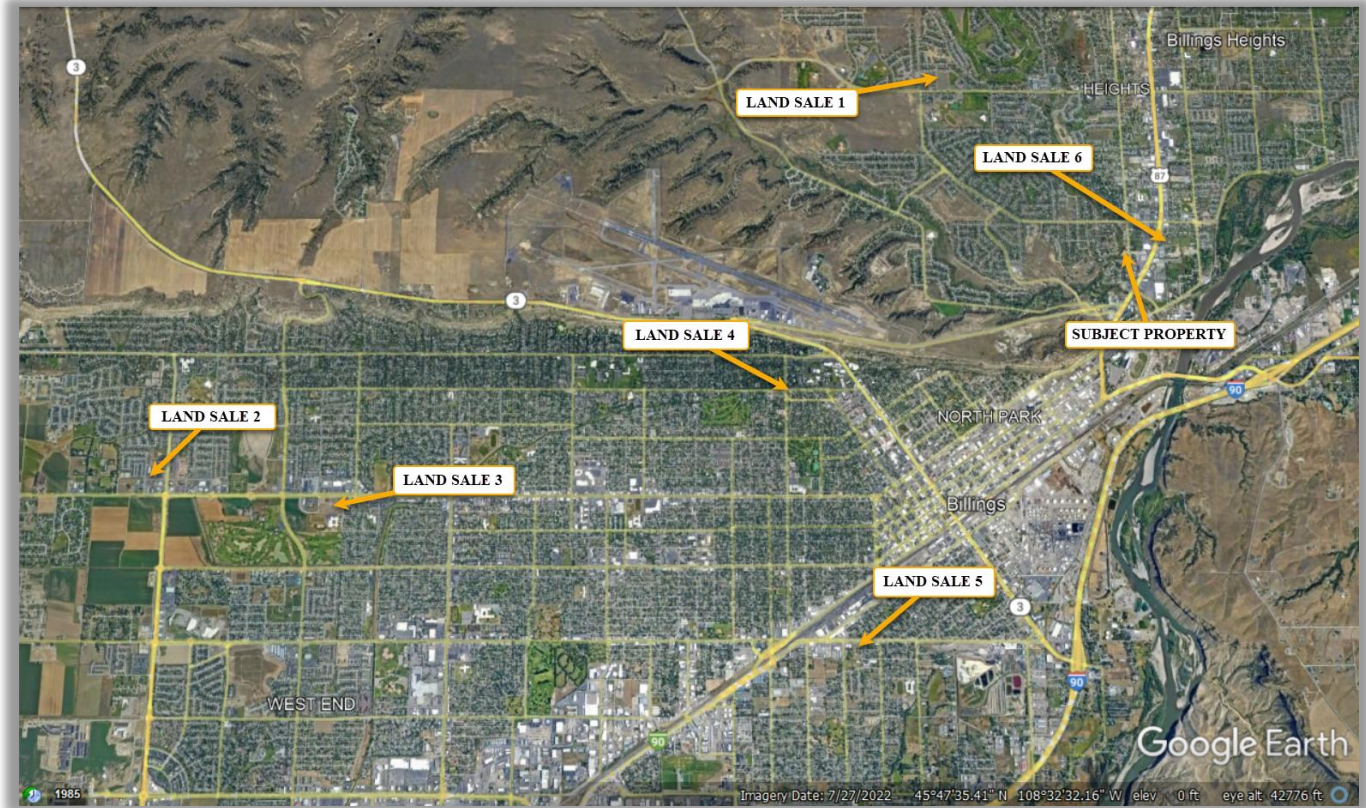 3
Billings Heights
HEIGHTS
LAND SALE 1
LAND SALE 6
87
3
LAND SALE 4
SUBJECT PROPERTY
90
LAND SALE 2
NORTH PARK
LAND SALE 3
Billings
LAND SALE 5
3
90
WEST END
90
Google Earth
1985
Imagery Date: 7/27/2022 45°47'35.41" N 108°32'32.16" W elev 0 ft eye alt 42776 ft